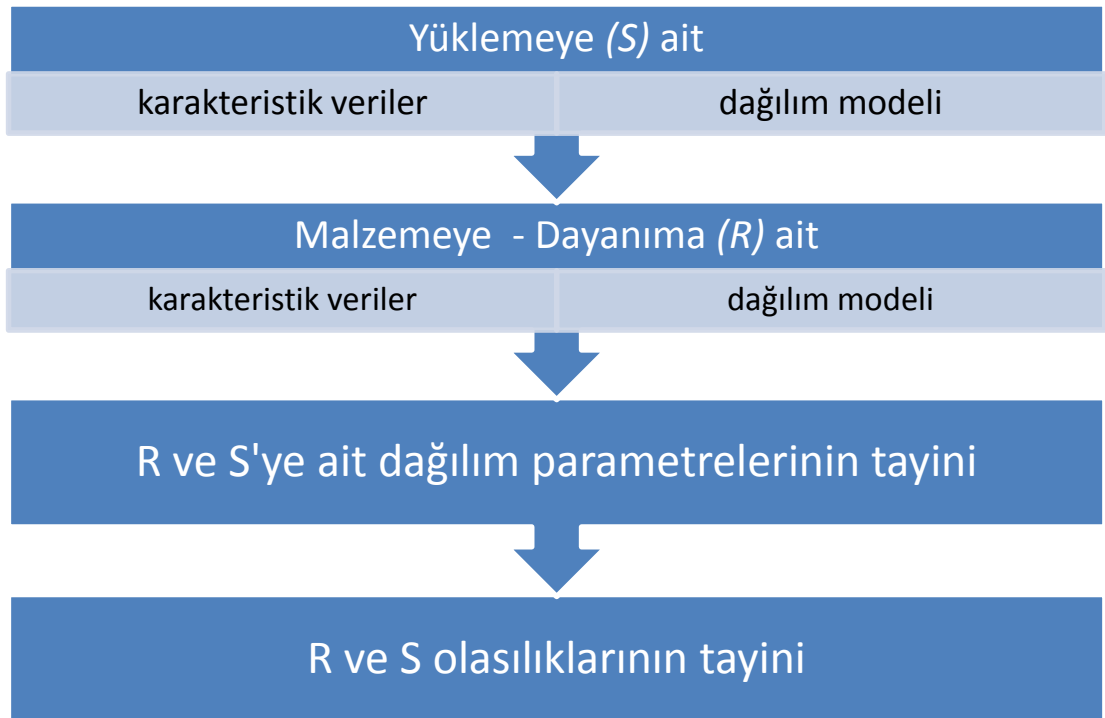 Yüklemeye (S) ait
karakteristik veriler
dağılım modeli
Malzemeye - Dayanıma (R) ait
karakteristik veriler
dağılım modeli
R ve S'ye ait dağılım parametrelerinin tayini
R ve S olasılıklarının tayini